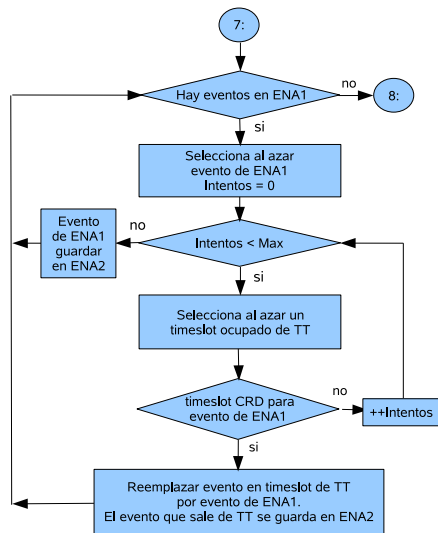 7:
Hay eventos en ENA1
no
8:
si
Selecciona al azar
evento de ENA1
Intentos = 0
Evento
de ENA1
guardar
en ENA2
no
Intentos < Max
si
Selecciona al azar un
timeslot ocupado de TT
timeslot CRD para
evento de ENA1
no
++Intentos
si
Reemplazar evento en timeslot de TT
por evento de ENA1.
El evento que sale de TT se guarda en ENA2